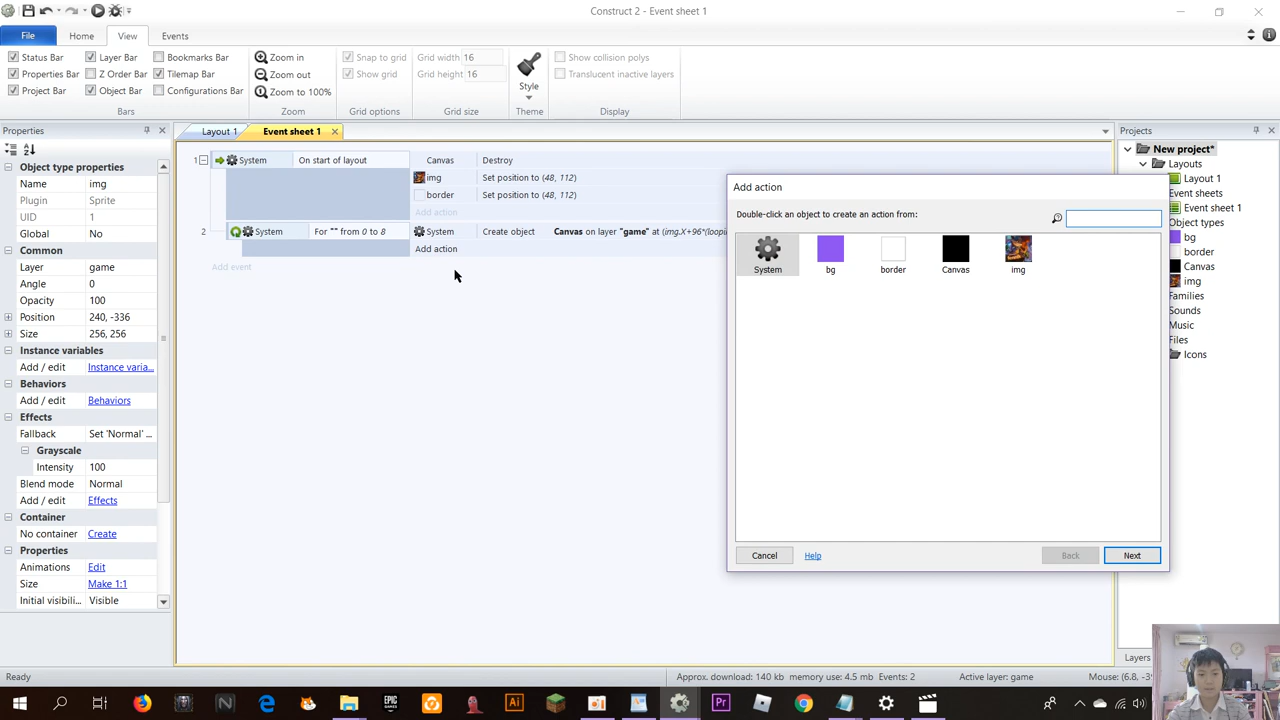 Construct 2 - Event sheet 1
File Home View Events
Status Bar Layer Bar Bookmarks Bar
Properties Bar Z Order Bar Tilemap Bar
Project Bar Object Bar Configurations Bar
Bars
Zoom in
Zoom out
Zoom to 100%
Zoom
Snap to grid
Show grid
Grid options
Grid width 16
Grid height 16
Grid size
Style
Theme
Show collision polys
Translucent inactive layers
Display
Properties
Object type properties
Name img
Plugin Sprite
UID 1
Global No
Common
Layer game
Angle 0
Opacity 100
Position 240, -336
Size 256, 256
Instance variables
Add / edit Instance varia...
Behaviors
Add / edit Behaviors
Effects
Fallback Set 'Normal' ...
Grayscale
Intensity 100
Blend mode Normal
Add / edit Effects
Container
No container Create
Properties
Animations Edit
Size Make 1:1
Initial visibili... Visible
Layout 1 Event sheet 1
1 System On start of layout Canvas Destroy
img Set position to (48, 112)
border Set position to (48, 112)
Add action
2 System For "" from 0 to 8 System Create object Canvas on layer "game" at (img.X+96*(loopi
Add action
Add event
Add action
Double-click an object to create an action from:
System bg border Canvas img
Cancel Help Back Next
Projects
New project*
Layouts
Layout 1
Event sheets
Event sheet 1
Object types
bg
border
Canvas
img
Families
Sounds
Music
Files
Icons
Layers
Ready
Approx. download: 140 kb memory use: 4.5 mb Events: 2 Active layer: game Mouse: (6.8, -3